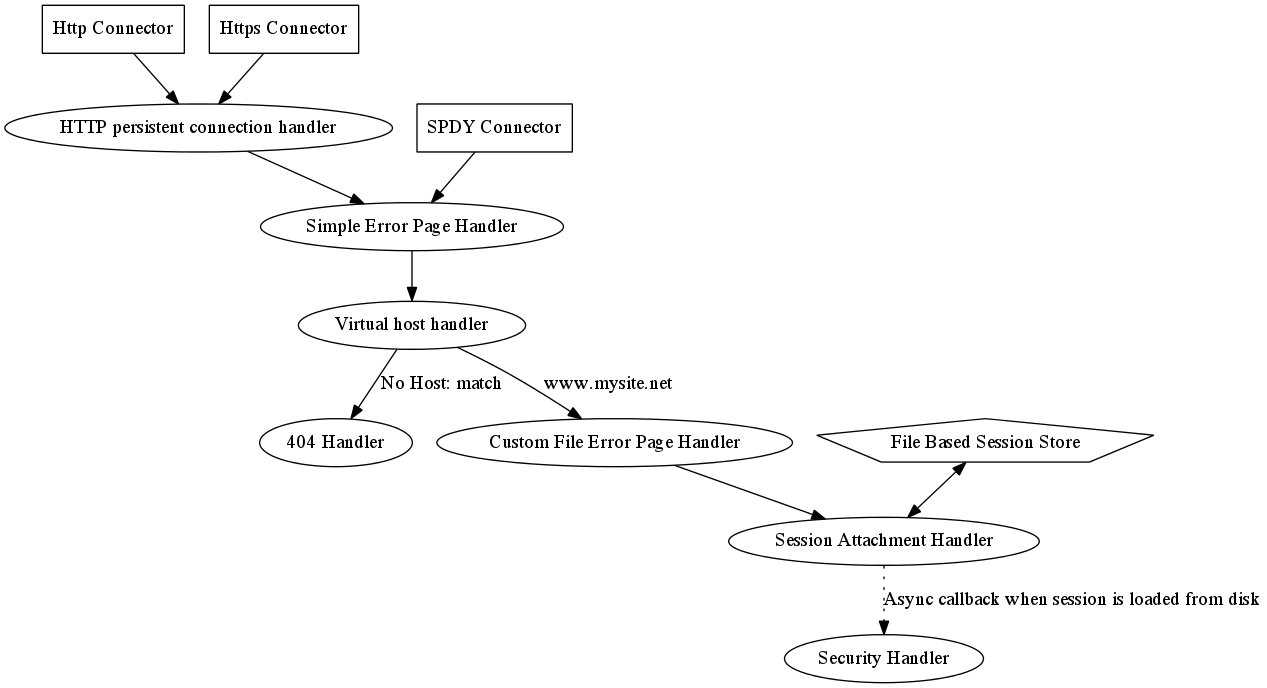 Http Connector
Https Connector
HTTP persistent connection handler
SPDY Connector
Simple Error Page Handler
Virtual host handler
No Host: match
www.mysite.net
404 Handler
Custom File Error Page Handler
File Based Session Store
Session Attachment Handler
Async callback when session is loaded from disk
Security Handler